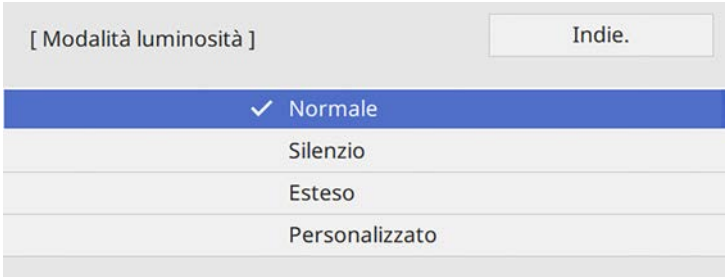 [ Modalità luminosità ]
Indie.
Normale
Silenzio
Esteso
Personalizzato